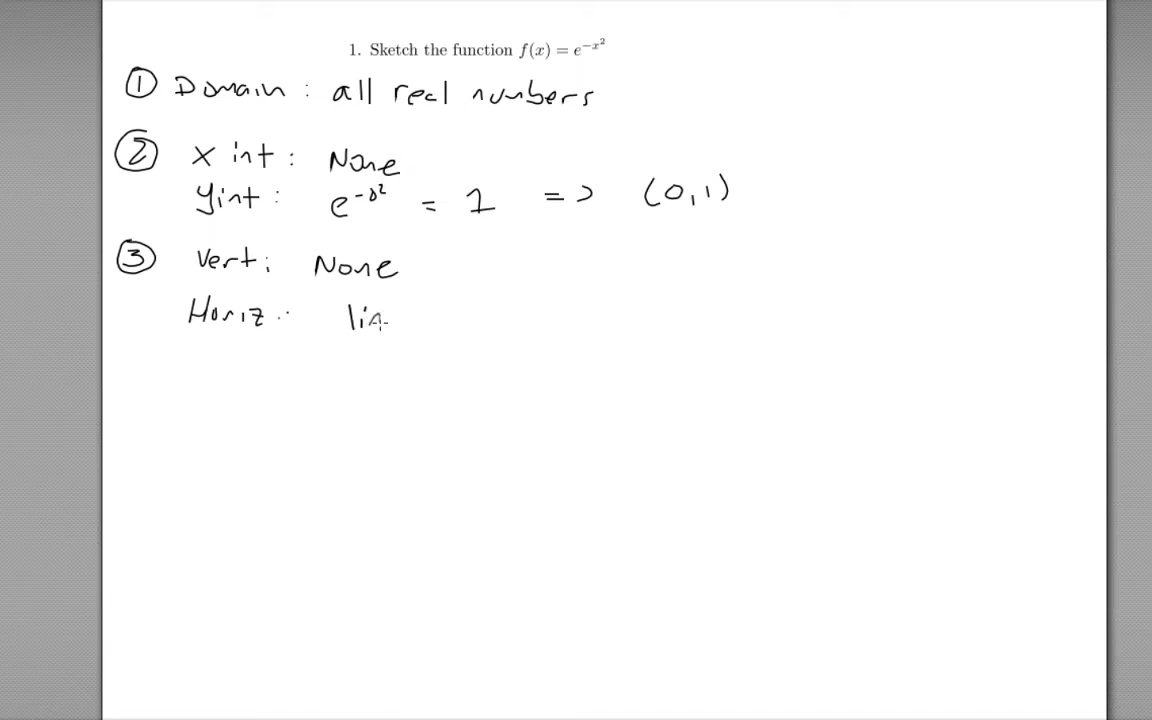 1. Sketch the function f(x) = e^{-x^2}
① Domain : all real numbers
② x int : None
y int : e^{-0^2} = 1 => (0,1)
③ Vert : None
Horiz :